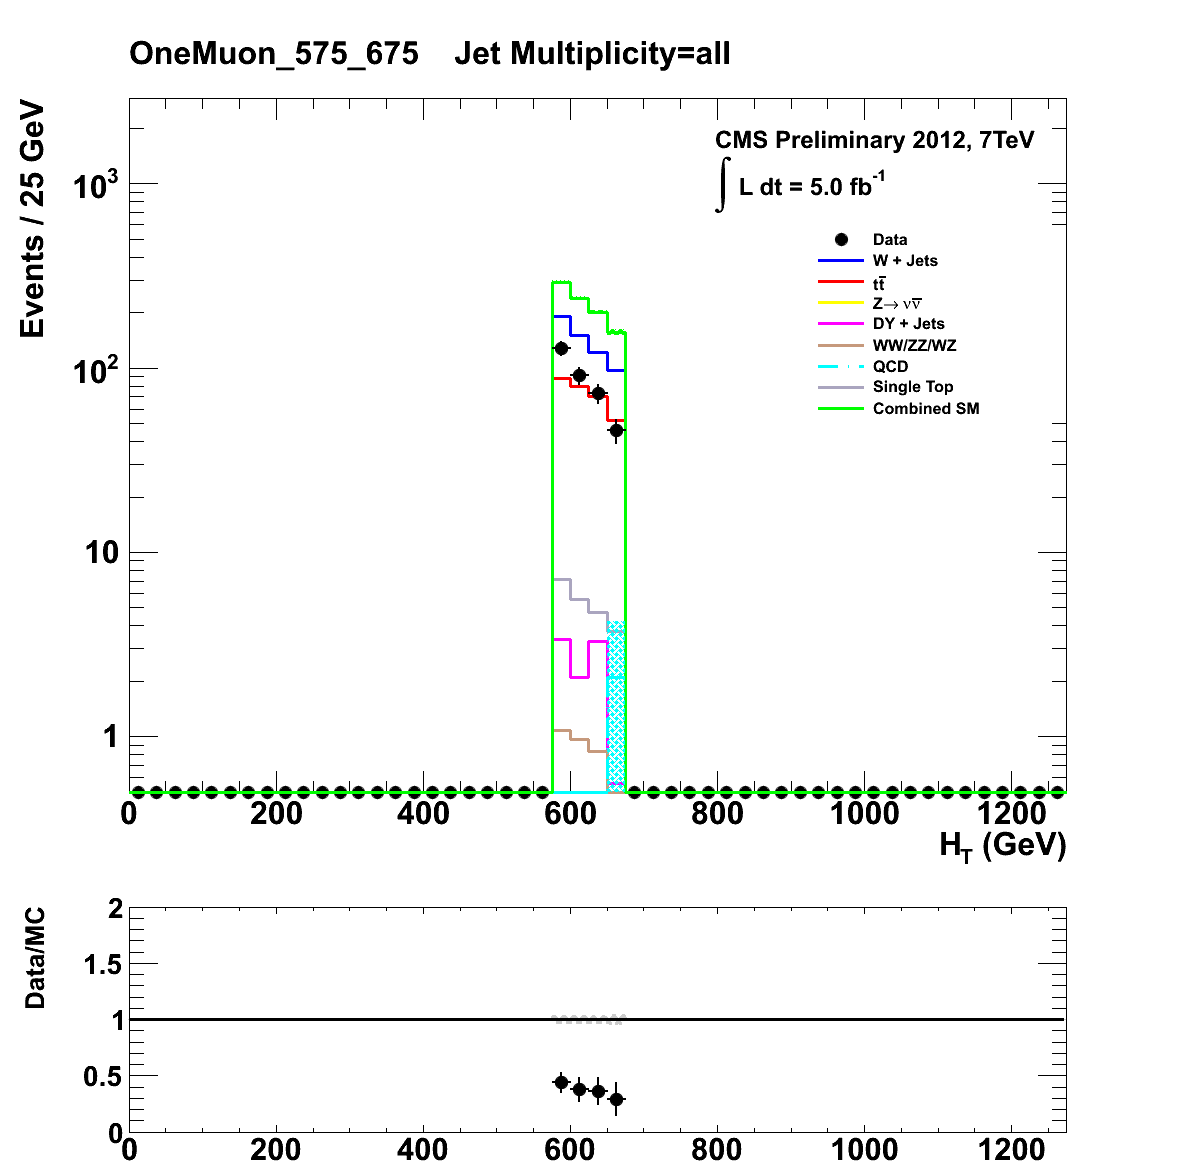 OneMuon_575_675 Jet Multiplicity=all
Events / 25 GeV
CMS Preliminary 2012, 7TeV
∫ L dt = 5.0 fb⁻¹
Data
W + Jets
tt̅
Z→ νν̅
DY + Jets
WW/ZZ/WZ
QCD
Single Top
Combined SM
10³
10²
10
1
0 200 400 600 800 1000 1200
H_T (GeV)
Data/MC
2
1.5
1
0.5
0
0 200 400 600 800 1000 1200